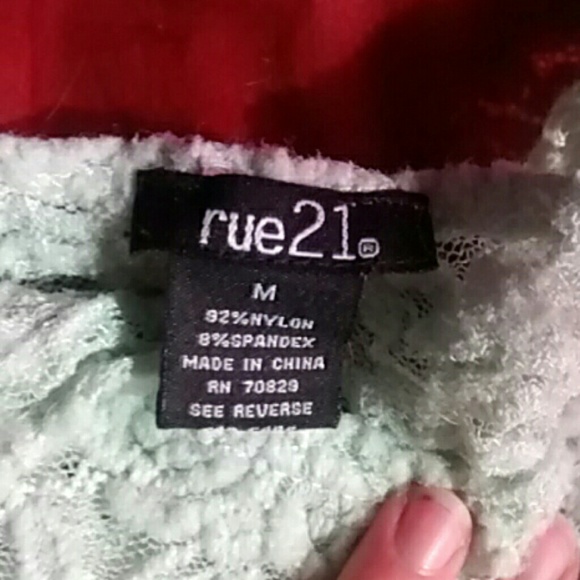 rue21®
M
92%NYLON
8%SPANDEX
MADE IN CHINA
RN 70829
SEE REVERSE